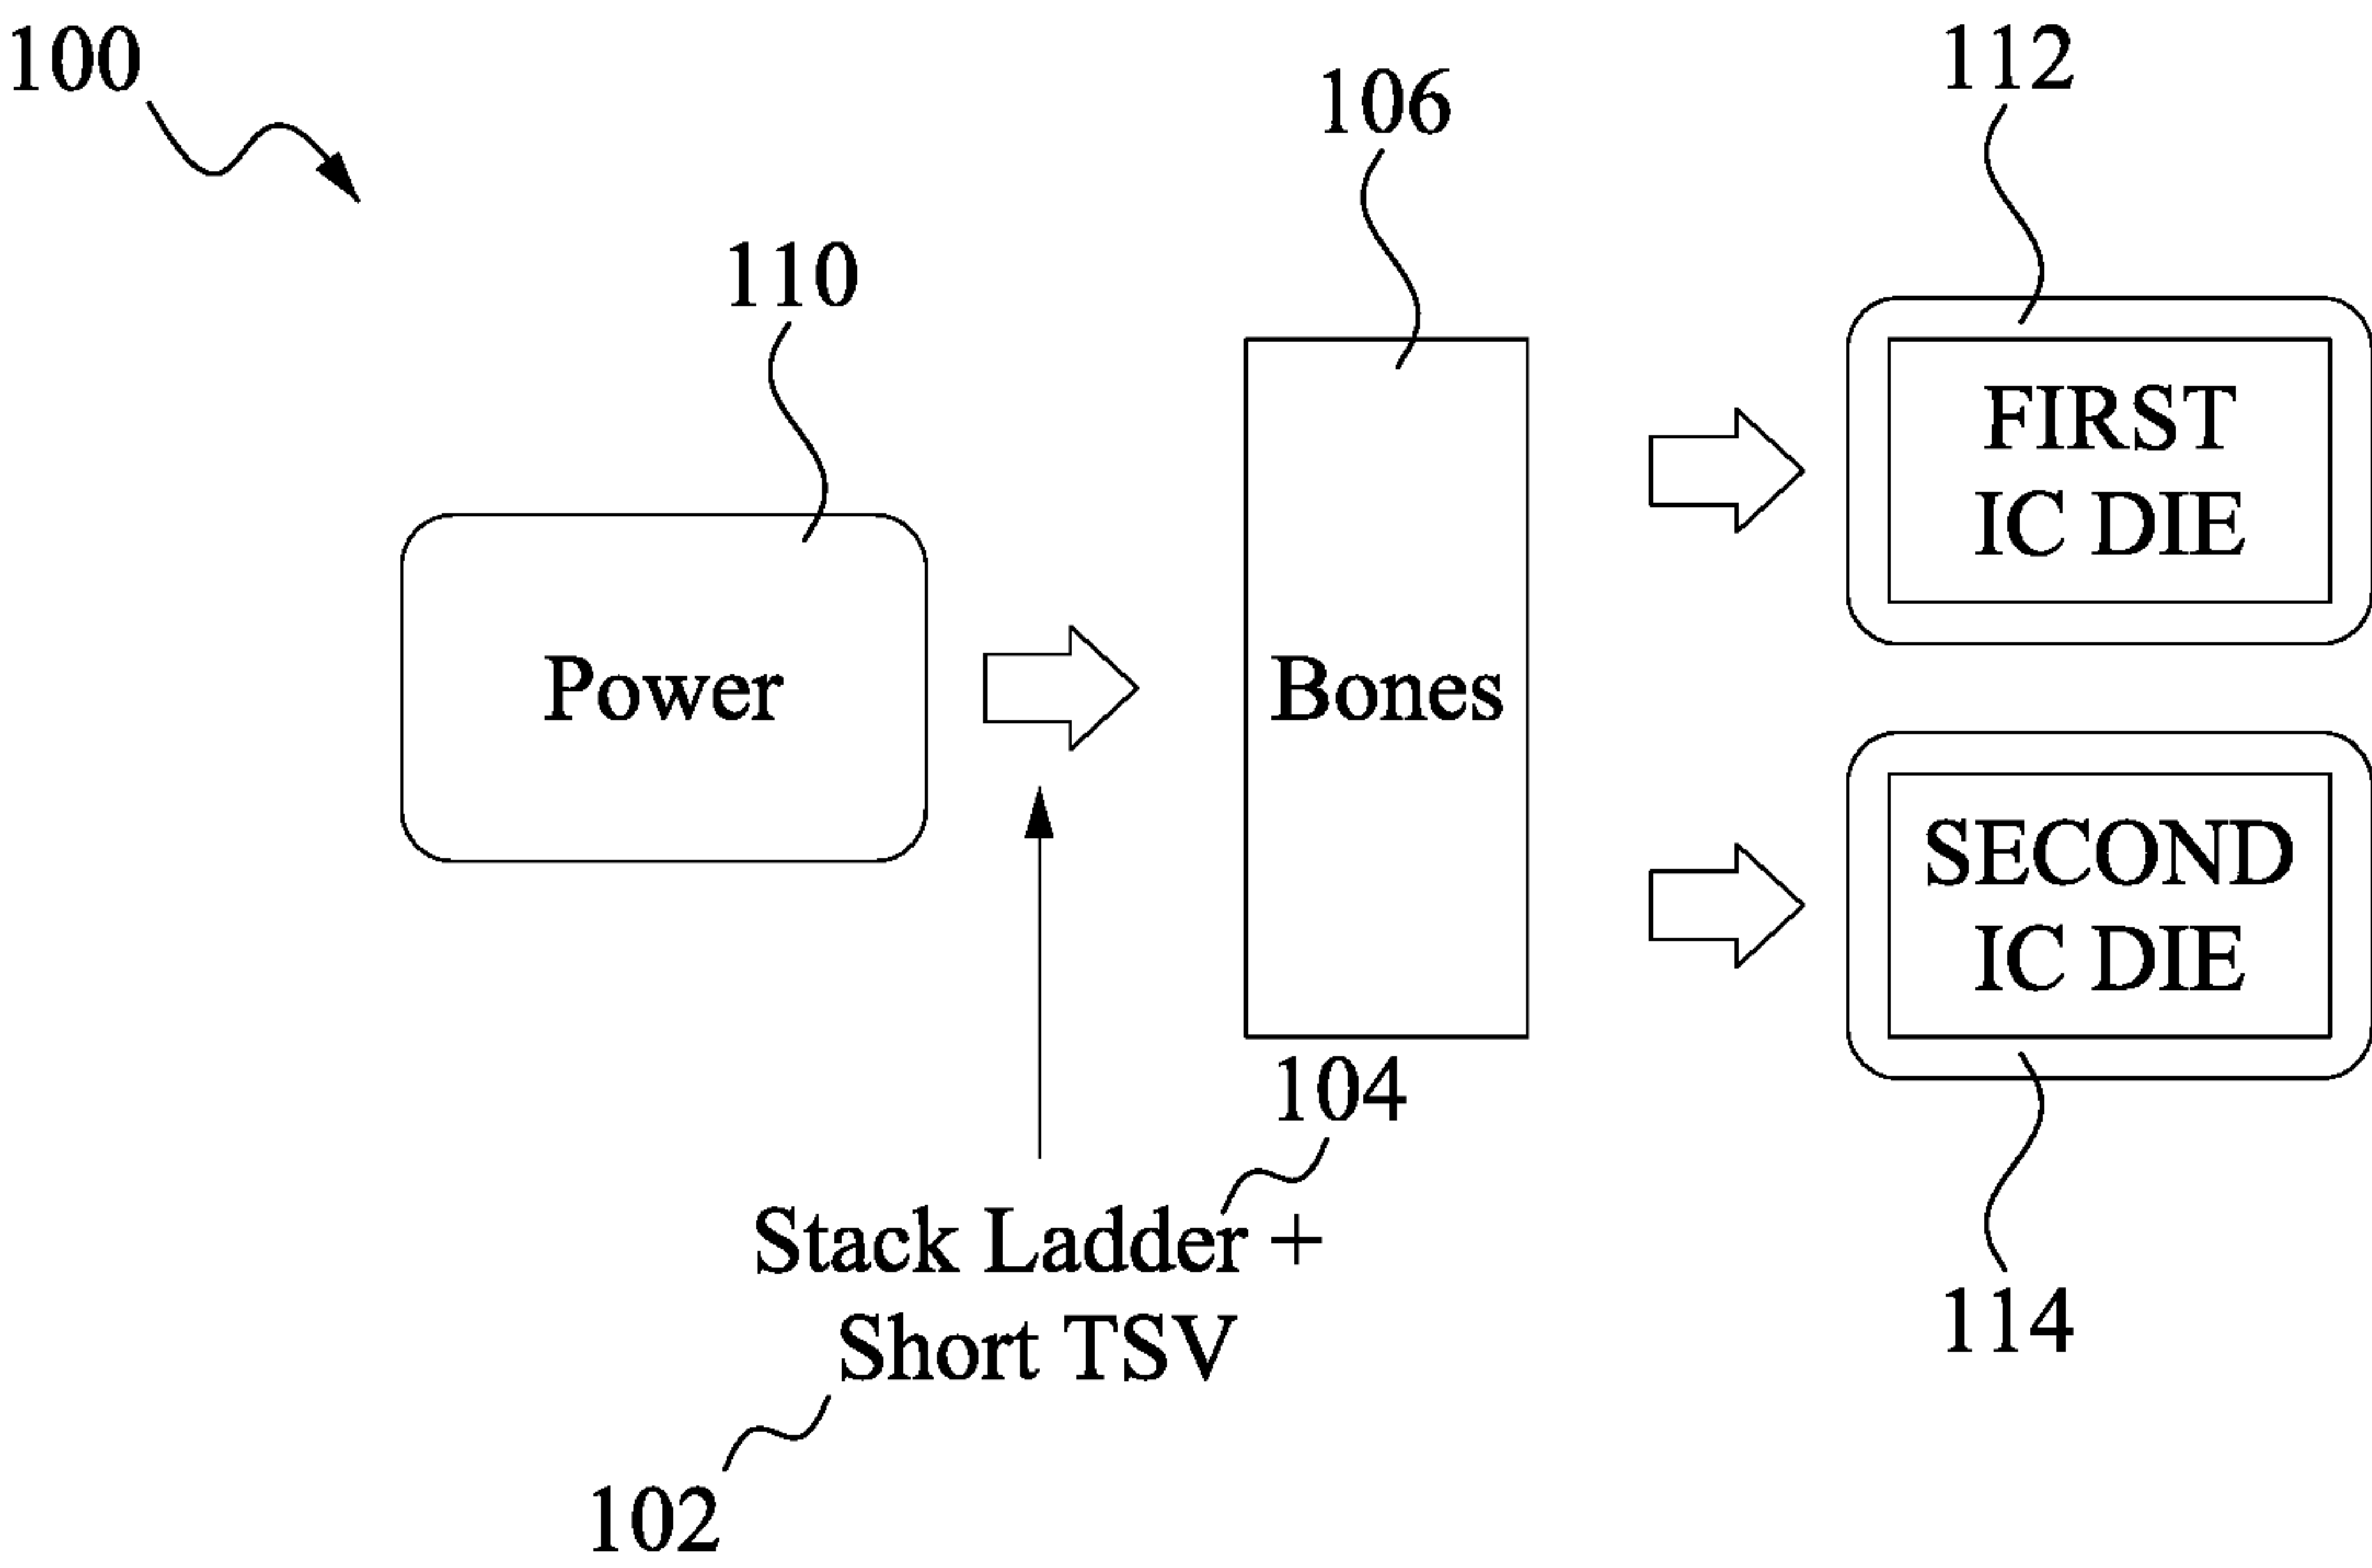 100
112
106
110
FIRST
IC DIE
Power
Bones
SECOND
IC DIE
104
Stack Ladder +
Short TSV
114
102